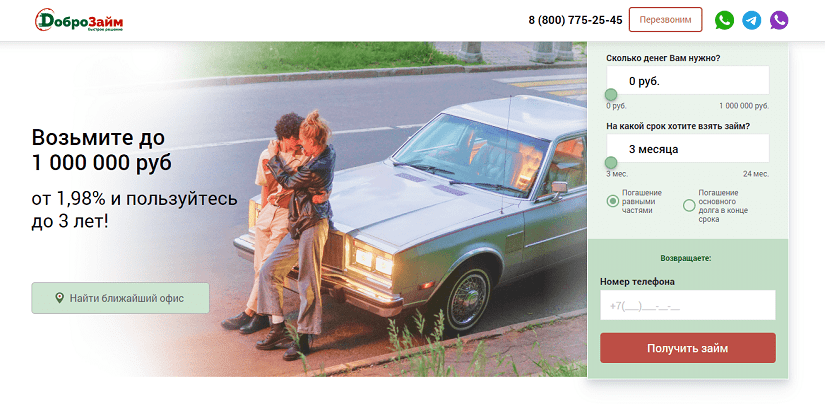 ДоброЗайм
быстрое решение
8 (800) 775-25-45
Перезвоним
Возьмите до
1 000 000 руб
от 1,98% и пользуйтесь
до 3 лет!
Найти ближайший офис
Сколько денег Вам нужно?
0 руб.
0 руб. 1 000 000 руб.
На какой срок хотите взять займ?
3 месяца
3 мес. 24 мес.
Погашение
равными
частями
Погашение
основного
долга в конце
срока
Возвращаете:
Номер телефона
+7(___)___-__-__
Получить займ